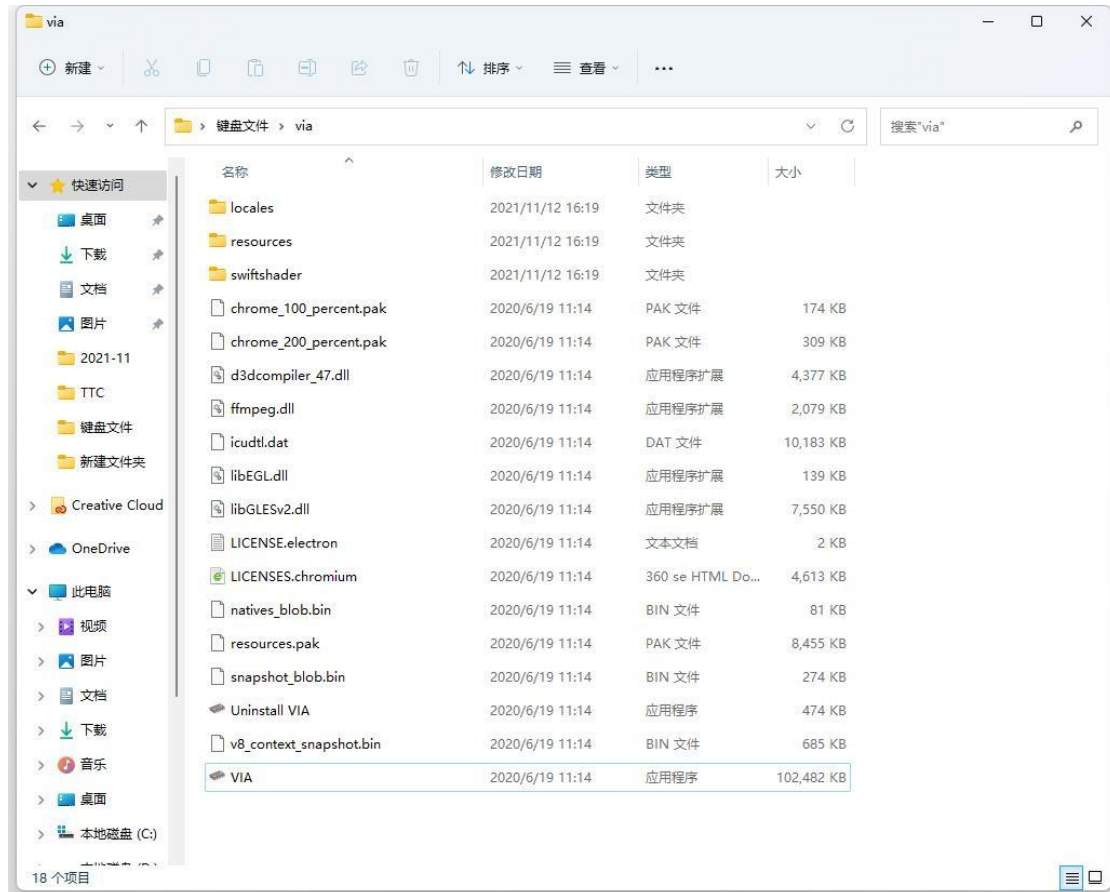 via
新建 排序 查看 ...
键盘文件 > via 搜索"via"
名称 修改日期 类型 大小
快速访问
桌面
下载
文档
图片
2021-11
TTC
键盘文件
新建文件夹
Creative Cloud
OneDrive
此电脑
视频
图片
文档
下载
音乐
桌面
本地磁盘 (C:)
locales 2021/11/12 16:19 文件夹
resources 2021/11/12 16:19 文件夹
swiftshader 2021/11/12 16:19 文件夹
chrome_100_percent.pak 2020/6/19 11:14 PAK 文件 174 KB
chrome_200_percent.pak 2020/6/19 11:14 PAK 文件 309 KB
d3dcompiler_47.dll 2020/6/19 11:14 应用程序扩展 4,377 KB
ffmpeg.dll 2020/6/19 11:14 应用程序扩展 2,079 KB
icudtl.dat 2020/6/19 11:14 DAT 文件 10,183 KB
libEGL.dll 2020/6/19 11:14 应用程序扩展 139 KB
libGLESv2.dll 2020/6/19 11:14 应用程序扩展 7,550 KB
LICENSE.electron 2020/6/19 11:14 文本文档 2 KB
LICENSES.chromium 2020/6/19 11:14 360 se HTML Do... 4,613 KB
natives_blob.bin 2020/6/19 11:14 BIN 文件 81 KB
resources.pak 2020/6/19 11:14 PAK 文件 8,455 KB
snapshot_blob.bin 2020/6/19 11:14 BIN 文件 274 KB
Uninstall VIA 2020/6/19 11:14 应用程序 474 KB
v8_context_snapshot.bin 2020/6/19 11:14 BIN 文件 685 KB
VIA 2020/6/19 11:14 应用程序 102,482 KB
18 个项目